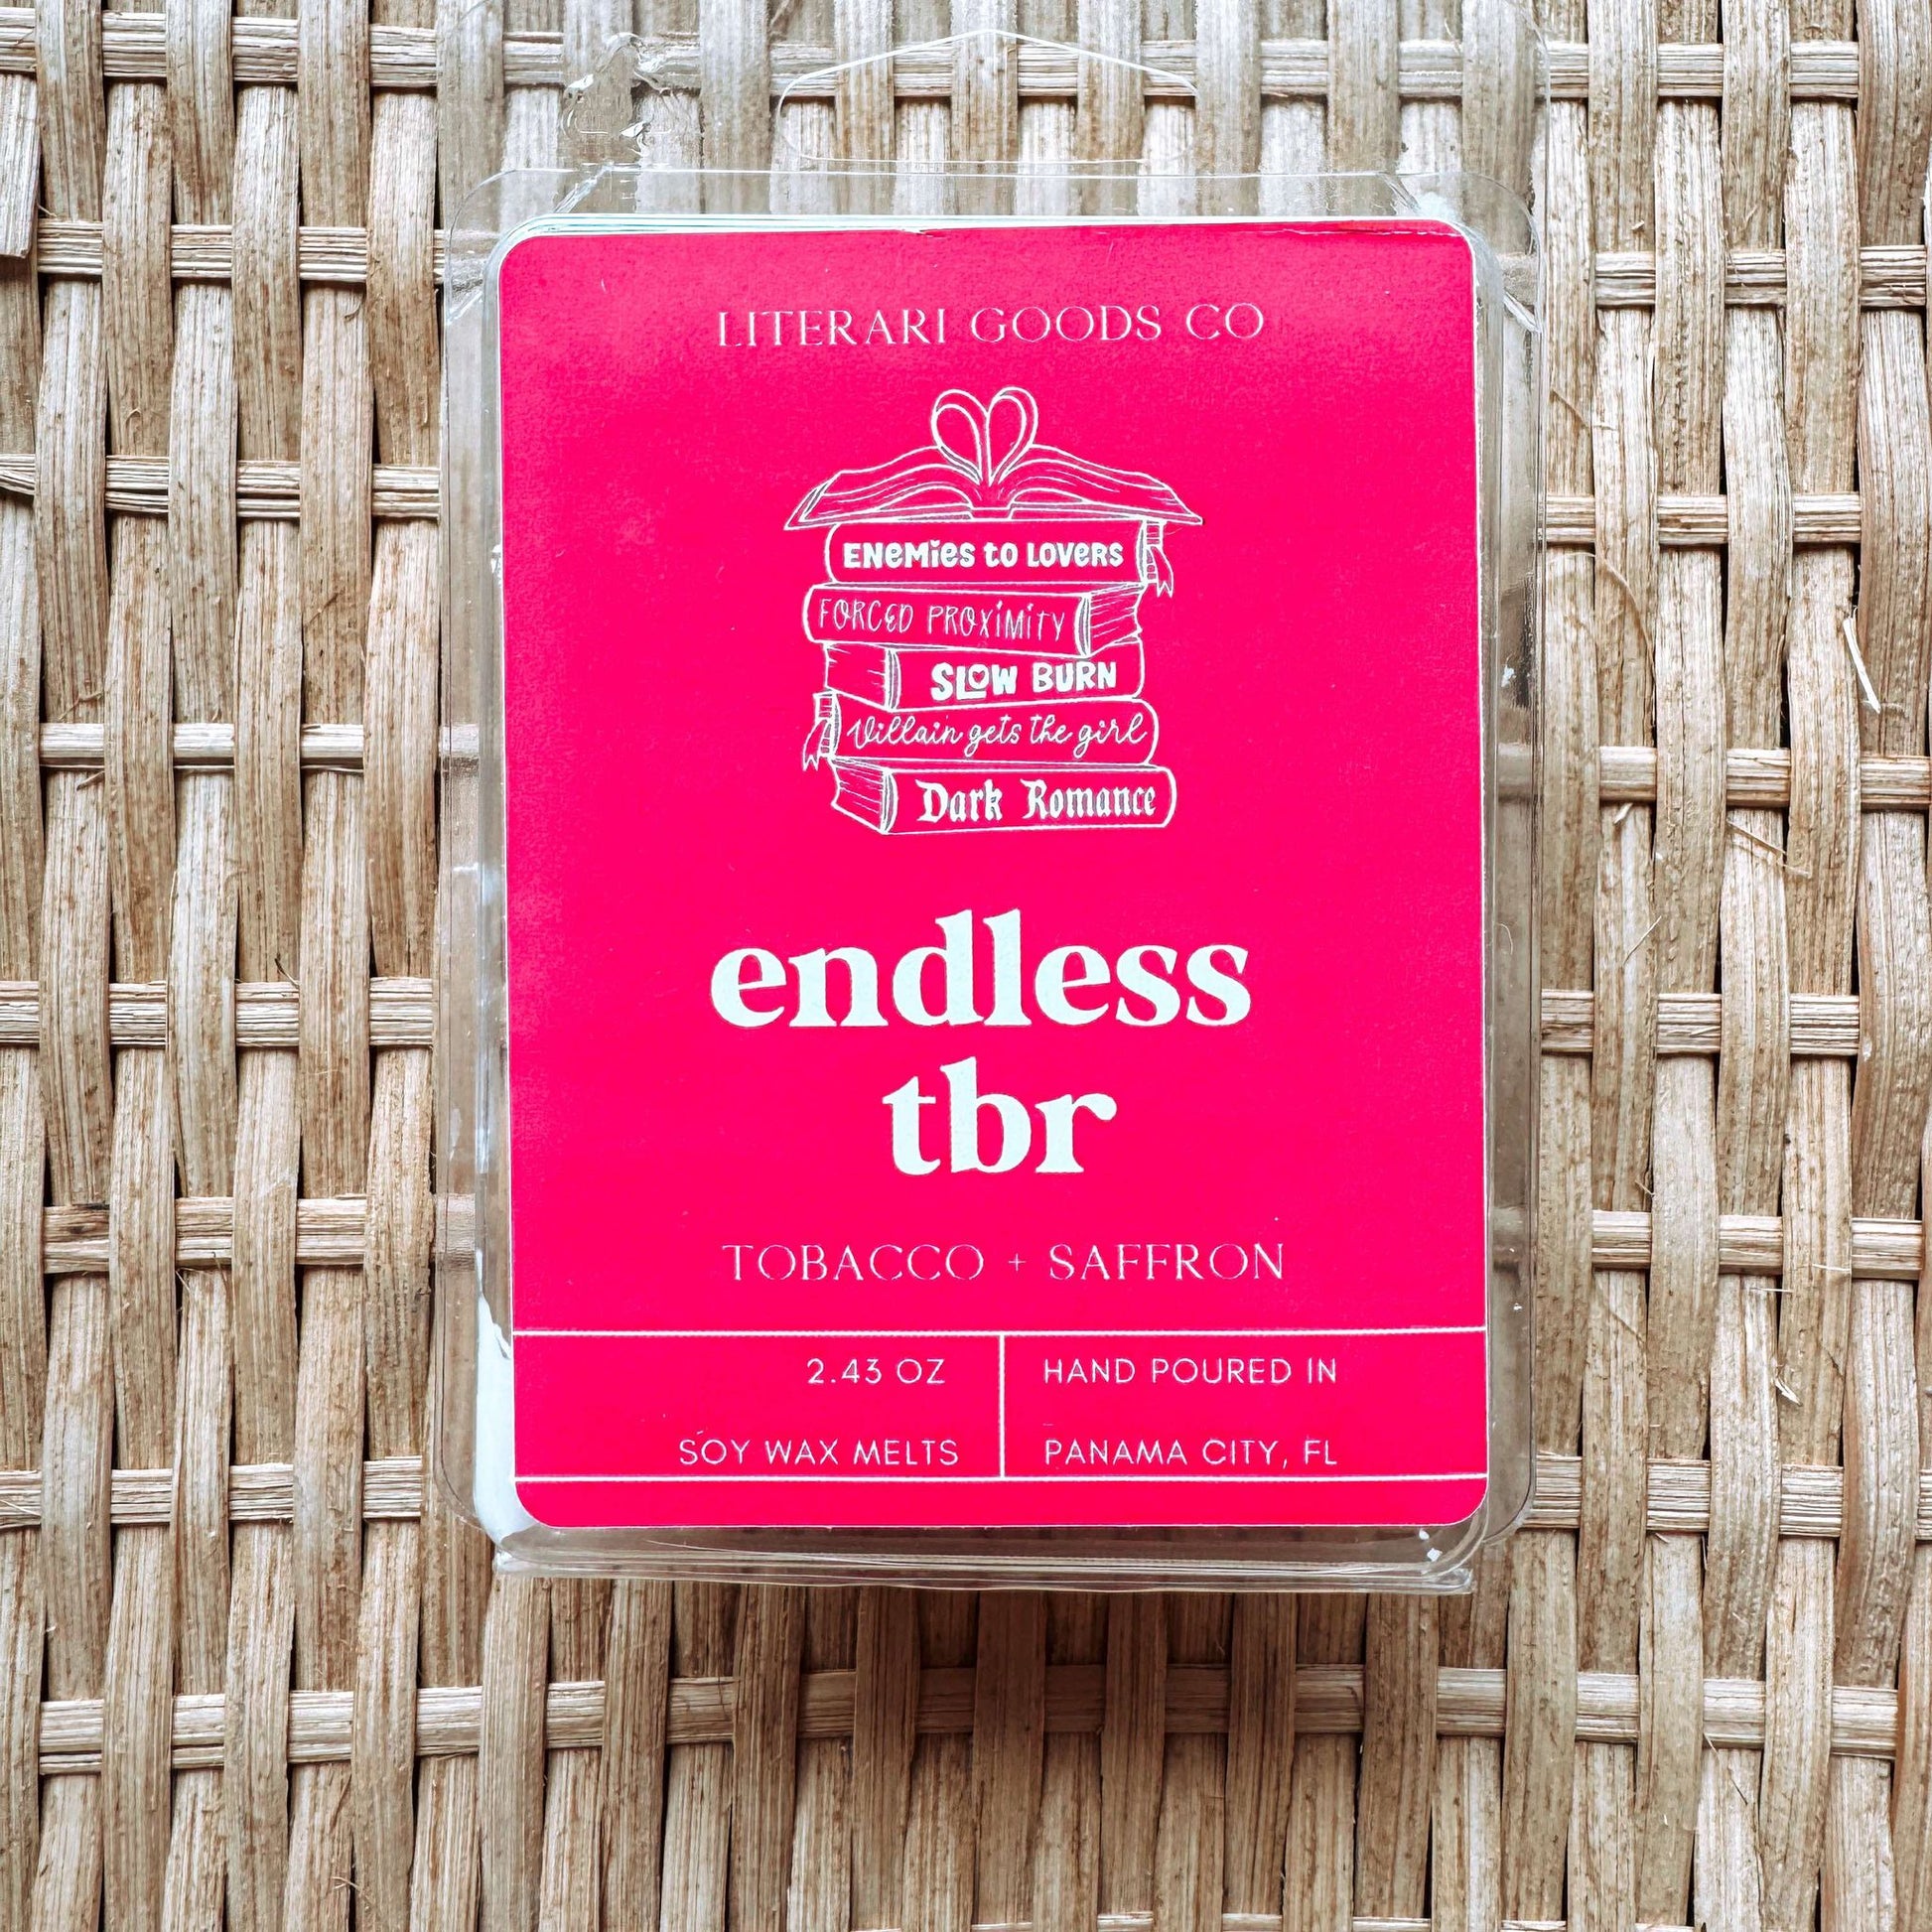 LITERARI GOODS CO
ENEMIES to LOVERS
FORCED PROXIMITY
SLOW BURN
Villain gets the girl
Dark Romance
endless
tbr
TOBACCO + SAFFRON
2.43 OZ
SOY WAX MELTS
HAND POURED IN
PANAMA CITY, FL